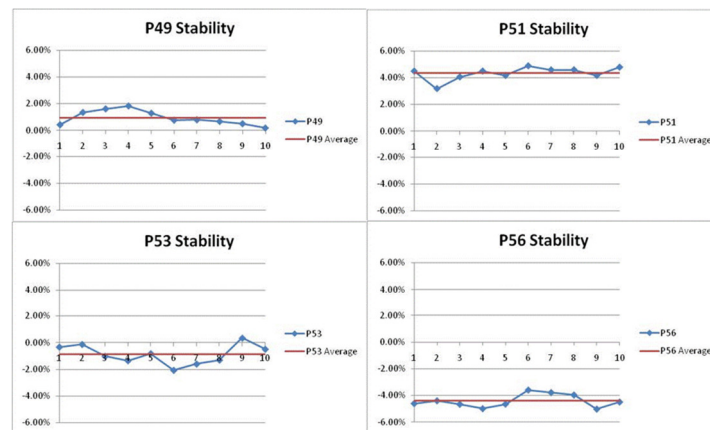 P49 Stability
6.00%
4.00%
2.00%
0.00%
-2.00%
-4.00%
-6.00%
1 2 3 4 5 6 7 8 9 10
P49
P49 Average
P51 Stability
6.00%
4.00%
2.00%
0.00%
-2.00%
-4.00%
-6.00%
1 2 3 4 5 6 7 8 9 10
P51
P51 Average
P53 Stability
6.00%
4.00%
2.00%
0.00%
-2.00%
-4.00%
-6.00%
1 2 3 4 5 6 7 8 9 10
P53
P53 Average
P56 Stability
6.00%
4.00%
2.00%
0.00%
-2.00%
-4.00%
-6.00%
1 2 3 4 5 6 7 8 9 10
P56
P56 Average